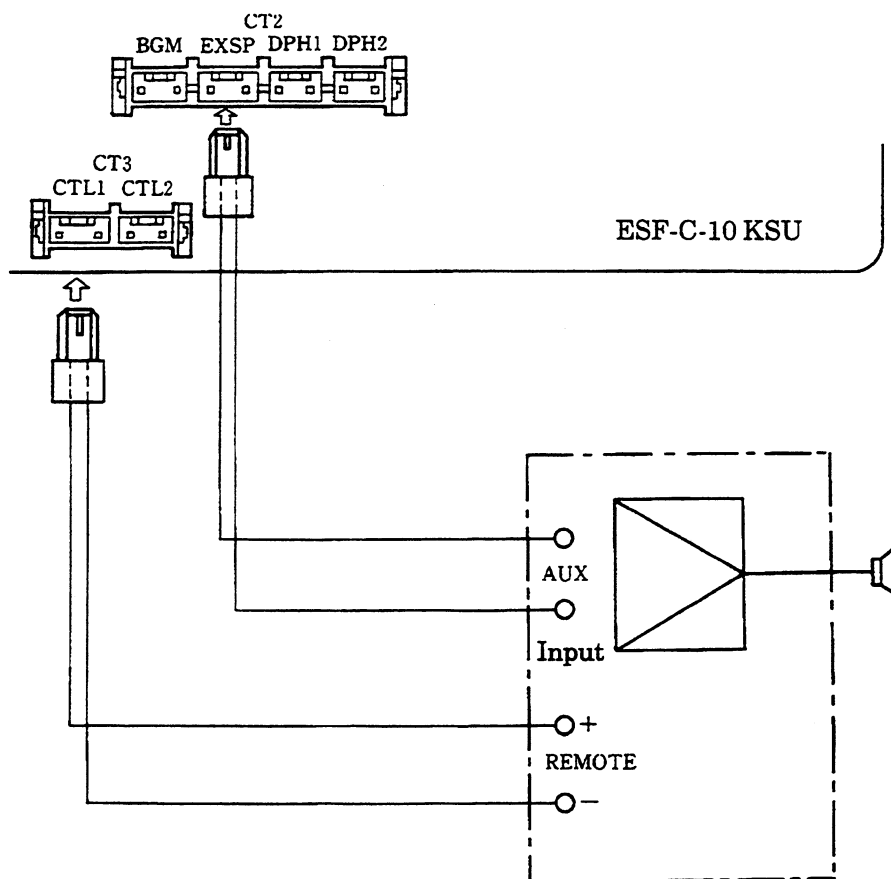 CT2
BGM EXSP DPH1 DPH2
CT3
CTL1 CTL2
ESF-C-10 KSU
AUX
Input
+
REMOTE
−